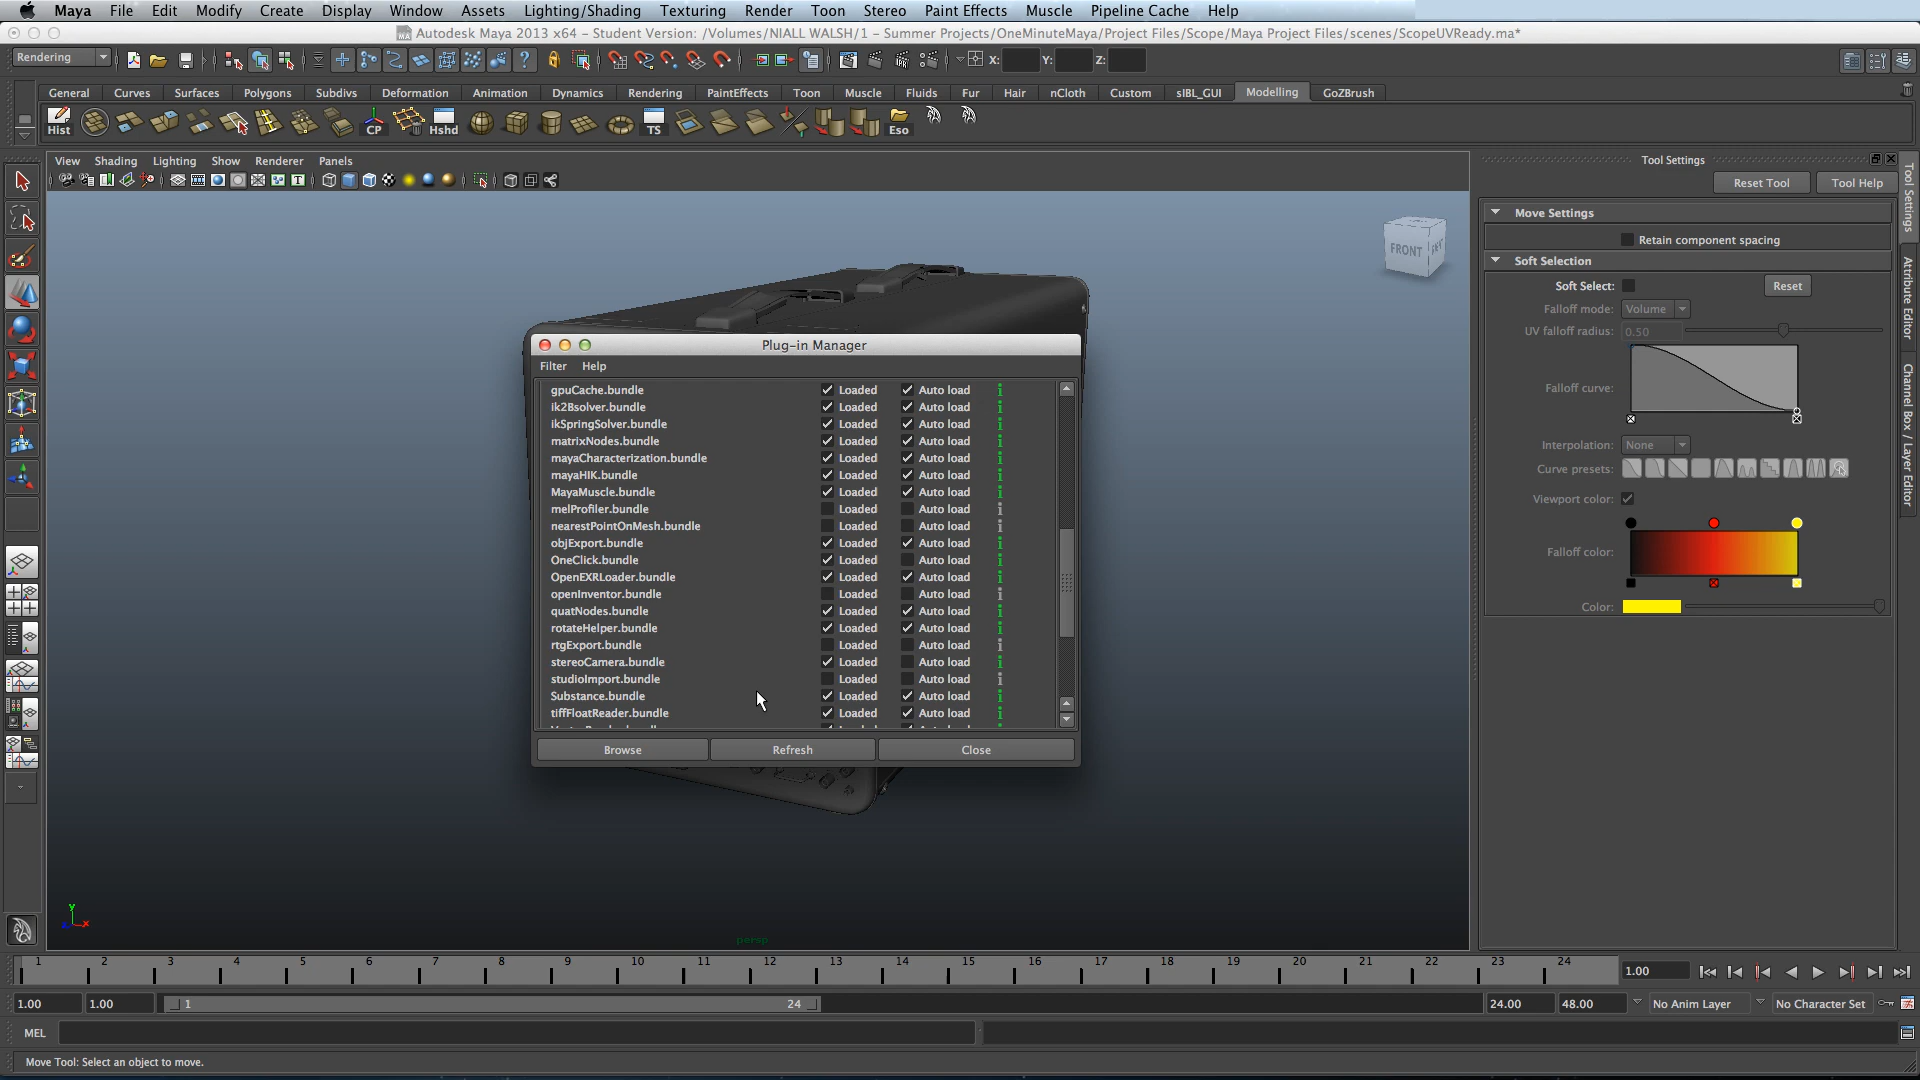 Maya File Edit Modify Create Display Window Assets Lighting/Shading Texturing Render Toon Stereo Paint Effects Muscle Pipeline Cache Help
Autodesk Maya 2013 x64 – Student Version: /Volumes/NIALL WALSH/1 – Summer Projects/OneMinuteMaya/Project Files/Scope/Maya Project Files/scenes/ScopeUVReady.ma*
Rendering X: Y: Z:
General Curves Surfaces Polygons Subdivs Deformation Animation Dynamics Rendering PaintEffects Toon Muscle Fluids Fur Hair nCloth Custom sIBL_GUI Modelling GoZBrush
Hist CP Hshd TS Eso
View Shading Lighting Show Renderer Panels
Tool Settings
Reset Tool Tool Help
Move Settings
Retain component spacing
Soft Selection
Soft Select: Reset
Falloff mode: Volume
UV falloff radius: 0.50
Falloff curve:
Interpolation: None
Curve presets:
Viewport color:
Falloff color:
Color:
Tool Settings
Attribute Editor
Channel Box / Layer Editor
FRONT
Plug-in Manager
Filter Help
gpuCache.bundle Loaded Auto load i
ik2Bsolver.bundle Loaded Auto load i
ikSpringSolver.bundle Loaded Auto load i
matrixNodes.bundle Loaded Auto load i
mayaCharacterization.bundle Loaded Auto load i
mayaHIK.bundle Loaded Auto load i
MayaMuscle.bundle Loaded Auto load i
melProfiler.bundle Loaded Auto load i
nearestPointOnMesh.bundle Loaded Auto load i
objExport.bundle Loaded Auto load i
OneClick.bundle Loaded Auto load i
OpenEXRLoader.bundle Loaded Auto load i
openInventor.bundle Loaded Auto load i
quatNodes.bundle Loaded Auto load i
rotateHelper.bundle Loaded Auto load i
rtgExport.bundle Loaded Auto load i
stereoCamera.bundle Loaded Auto load i
studioImport.bundle Loaded Auto load i
Substance.bundle Loaded Auto load i
tiffFloatReader.bundle Loaded Auto load i
Browse Refresh Close
y
x
persp
1 2 3 4 5 6 7 8 9 10 11 12 13 14 15 16 17 18 19 20 21 22 23 24 1.00
1.00 1.00 1 24 24.00 48.00 No Anim Layer No Character Set
MEL
Move Tool: Select an object to move.